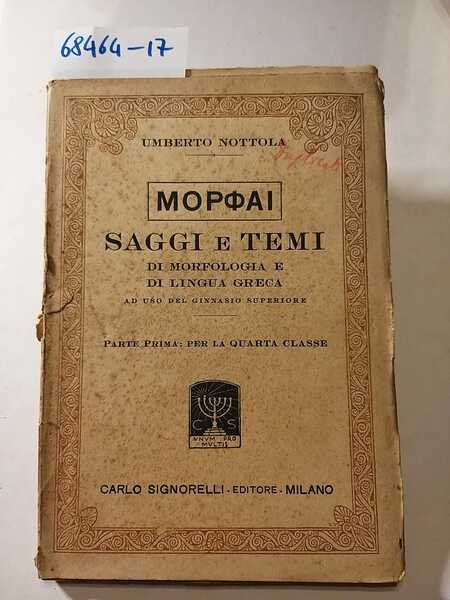 68464-17
UMBERTO NOTTOLA
ΜΟΡΦΑΙ
SAGGI E TEMI
DI MORFOLOGIA E
DI LINGUA GRÆCA
AD USO DEL GINNASIO SUPERIORE
PARTE PRIMA: PER LA QUARTA CLASSE
C S
VNVM PRO
MVLTIS
CARLO SIGNORELLI - EDITORE - MILANO